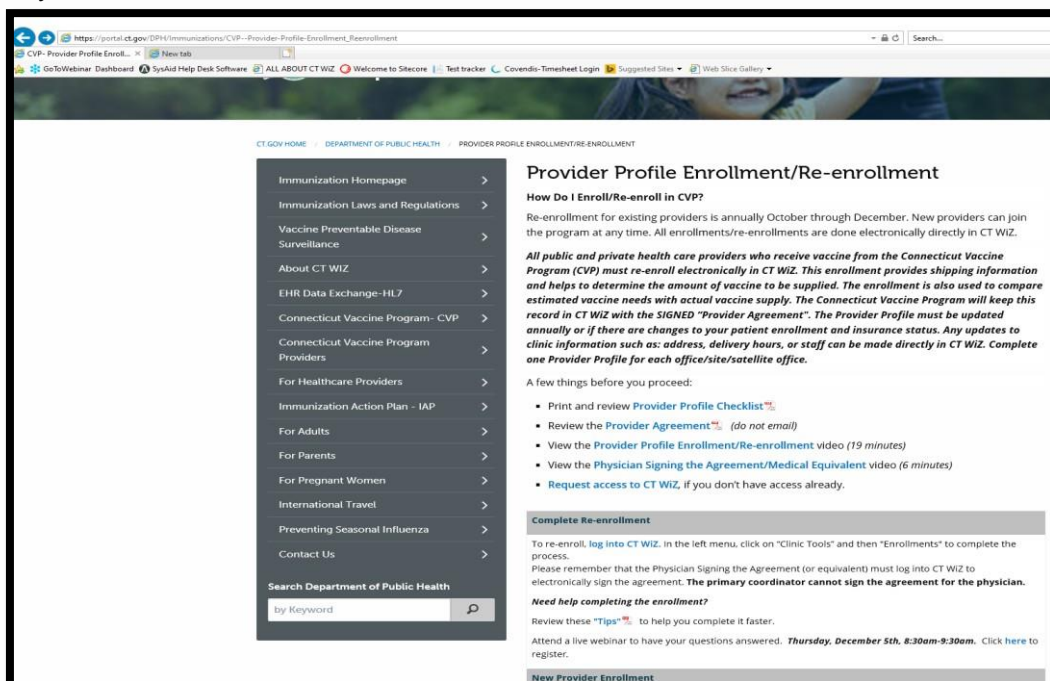 https://portal.ct.gov/DPH/Immunizations/CVP--Provider-Profile-Enrollment_Reenrollment
Search...
CVP- Provider Profile Enroll...
New tab
GoToWebinar Dashboard
SysAid Help Desk Software
ALL ABOUT CT WiZ
Welcome to Sitecore
Test tracker
Covendis-Timesheet Login
Suggested Sites
Web Slice Gallery
CT.GOV HOME / DEPARTMENT OF PUBLIC HEALTH / PROVIDER PROFILE ENROLLMENT/RE-ENROLLMENT
Immunization Homepage
Immunization Laws and Regulations
Vaccine Preventable Disease
Surveillance
About CT WIZ
EHR Data Exchange-HL7
Connecticut Vaccine Program- CVP
Connecticut Vaccine Program
Providers
For Healthcare Providers
Immunization Action Plan - IAP
For Adults
For Parents
For Pregnant Women
International Travel
Preventing Seasonal Influenza
Contact Us
Search Department of Public Health
by Keyword
Provider Profile Enrollment/Re-enrollment
How Do I Enroll/Re-enroll in CVP?
Re-enrollment for existing providers is annually October through December. New providers can join
the program at any time. All enrollments/re-enrollments are done electronically directly in CT WiZ.
All public and private health care providers who receive vaccine from the Connecticut Vaccine
Program (CVP) must re-enroll electronically in CT WiZ. This enrollment provides shipping information
and helps to determine the amount of vaccine to be supplied. The enrollment is also used to compare
estimated vaccine needs with actual vaccine supply. The Connecticut Vaccine Program will keep this
record in CT WiZ with the SIGNED "Provider Agreement". The Provider Profile must be updated
annually or if there are changes to your patient enrollment and insurance status. Any updates to
clinic information such as: address, delivery hours, or staff can be made directly in CT WiZ. Complete
one Provider Profile for each office/site/satellite office.
A few things before you proceed:
▪ Print and review Provider Profile Checklist
▪ Review the Provider Agreement (do not email)
▪ View the Provider Profile Enrollment/Re-enrollment video (19 minutes)
▪ View the Physician Signing the Agreement/Medical Equivalent video (6 minutes)
▪ Request access to CT WiZ, if you don't have access already.
Complete Re-enrollment
To re-enroll, log into CT WiZ. In the left menu, click on "Clinic Tools" and then "Enrollments" to complete the
process.
Please remember that the Physician Signing the Agreement (or equivalent) must log into CT WiZ to
electronically sign the agreement. The primary coordinator cannot sign the agreement for the physician.
Need help completing the enrollment?
Review these "Tips" to help you complete it faster.
Attend a live webinar to have your questions answered. Thursday, December 5th, 8:30am-9:30am. Click here to
register.
New Provider Enrollment